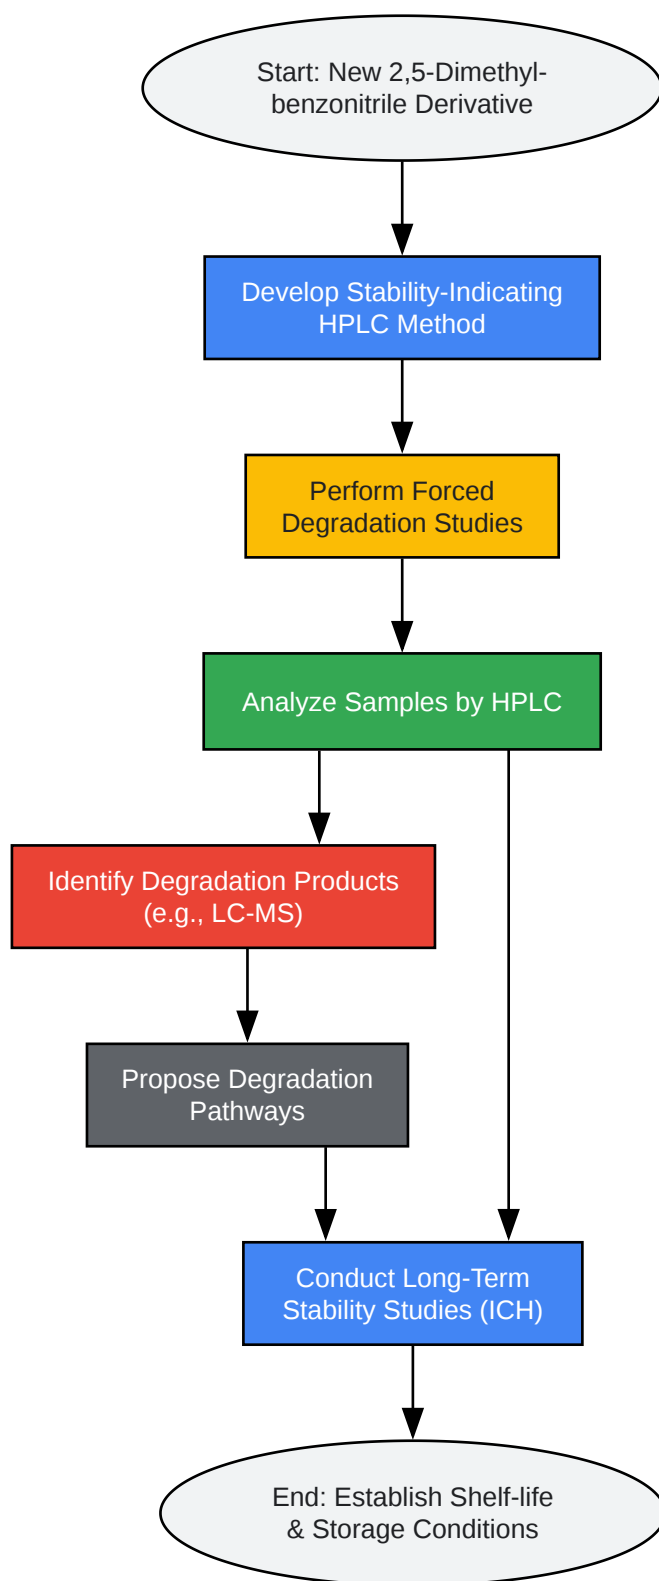 Start: New 2,5-Dimethyl-
benzonitrile Derivative
Develop Stability-Indicating
HPLC Method
Perform Forced
Degradation Studies
Analyze Samples by HPLC
Identify Degradation Products
(e.g., LC-MS)
Propose Degradation
Pathways
Conduct Long-Term
Stability Studies (ICH)
End: Establish Shelf-life
& Storage Conditions